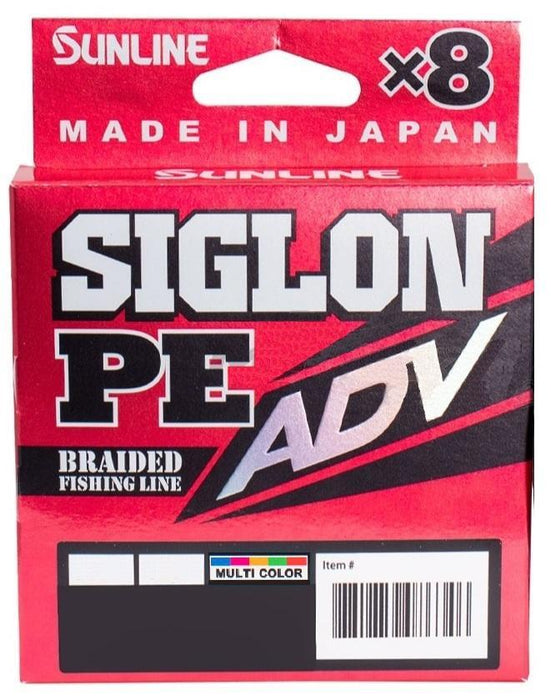 SUNLINE
×8
MADE IN JAPAN
SUNLINE
SIGLON
PE
ADV
BRAIDED
FISHING LINE
MULTI COLOR
Item #